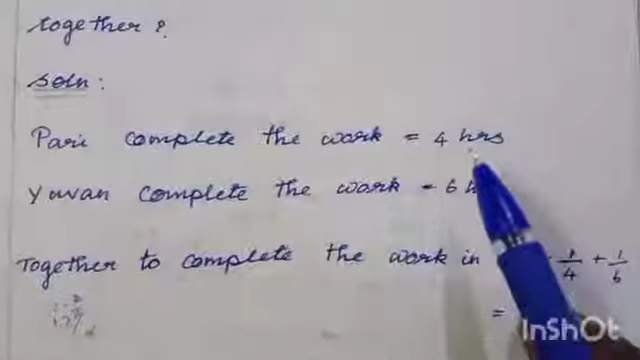 together ?
Soln :
Pari complete the work = 4 hrs
Yuvan complete the work = 6 h
Together to complete the work in 1/4 + 1/6
=
InShOt